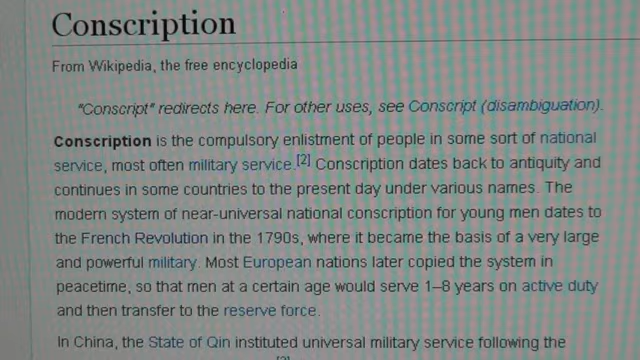 Conscription
From Wikipedia, the free encyclopedia
"Conscript" redirects here. For other uses, see Conscript (disambiguation).
Conscription is the compulsory enlistment of people in some sort of national
service, most often military service.[2] Conscription dates back to antiquity and
continues in some countries to the present day under various names. The
modern system of near-universal national conscription for young men dates to
the French Revolution in the 1790s, where it became the basis of a very large
and powerful military. Most European nations later copied the system in
peacetime, so that men at a certain age would serve 1–8 years on active duty
and then transfer to the reserve force.
In China, the State of Qin instituted universal military service following the